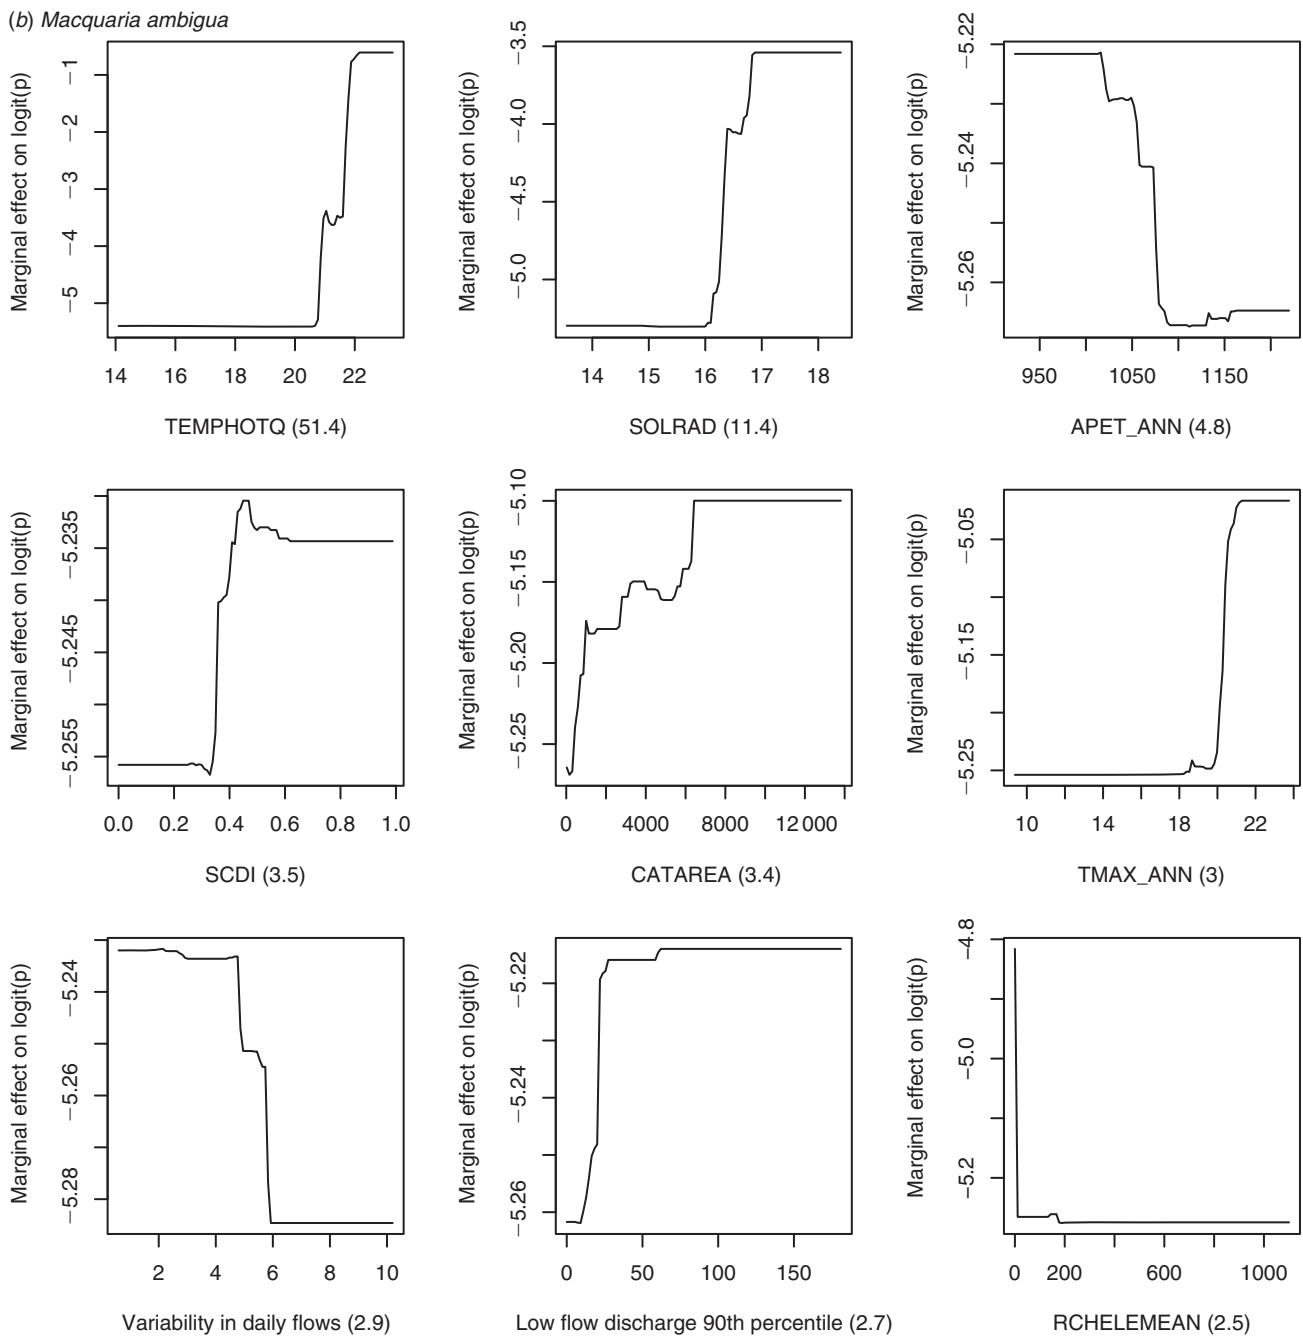 (b) Macquaria ambigua
Marginal effect on logit(p)
−1
−2
−3
−4
−5
14 16 18 20 22
TEMPHOTQ (51.4)
Marginal effect on logit(p)
−3.5
−4.0
−4.5
−5.0
14 15 16 17 18
SOLRAD (11.4)
Marginal effect on logit(p)
−5.22
−5.24
−5.26
950 1050 1150
APET_ANN (4.8)
Marginal effect on logit(p)
−5.235
−5.245
−5.255
0.0 0.2 0.4 0.6 0.8 1.0
SCDI (3.5)
Marginal effect on logit(p)
−5.10
−5.15
−5.20
−5.25
0 4000 8000 12 000
CATAREA (3.4)
Marginal effect on logit(p)
−5.05
−5.15
−5.25
10 14 18 22
TMAX_ANN (3)
Marginal effect on logit(p)
−5.24
−5.26
−5.28
2 4 6 8 10
Variability in daily flows (2.9)
Marginal effect on logit(p)
−5.22
−5.24
−5.26
0 50 100 150
Low flow discharge 90th percentile (2.7)
Marginal effect on logit(p)
−4.8
−5.0
−5.2
0 200 600 1000
RCHELEMEAN (2.5)